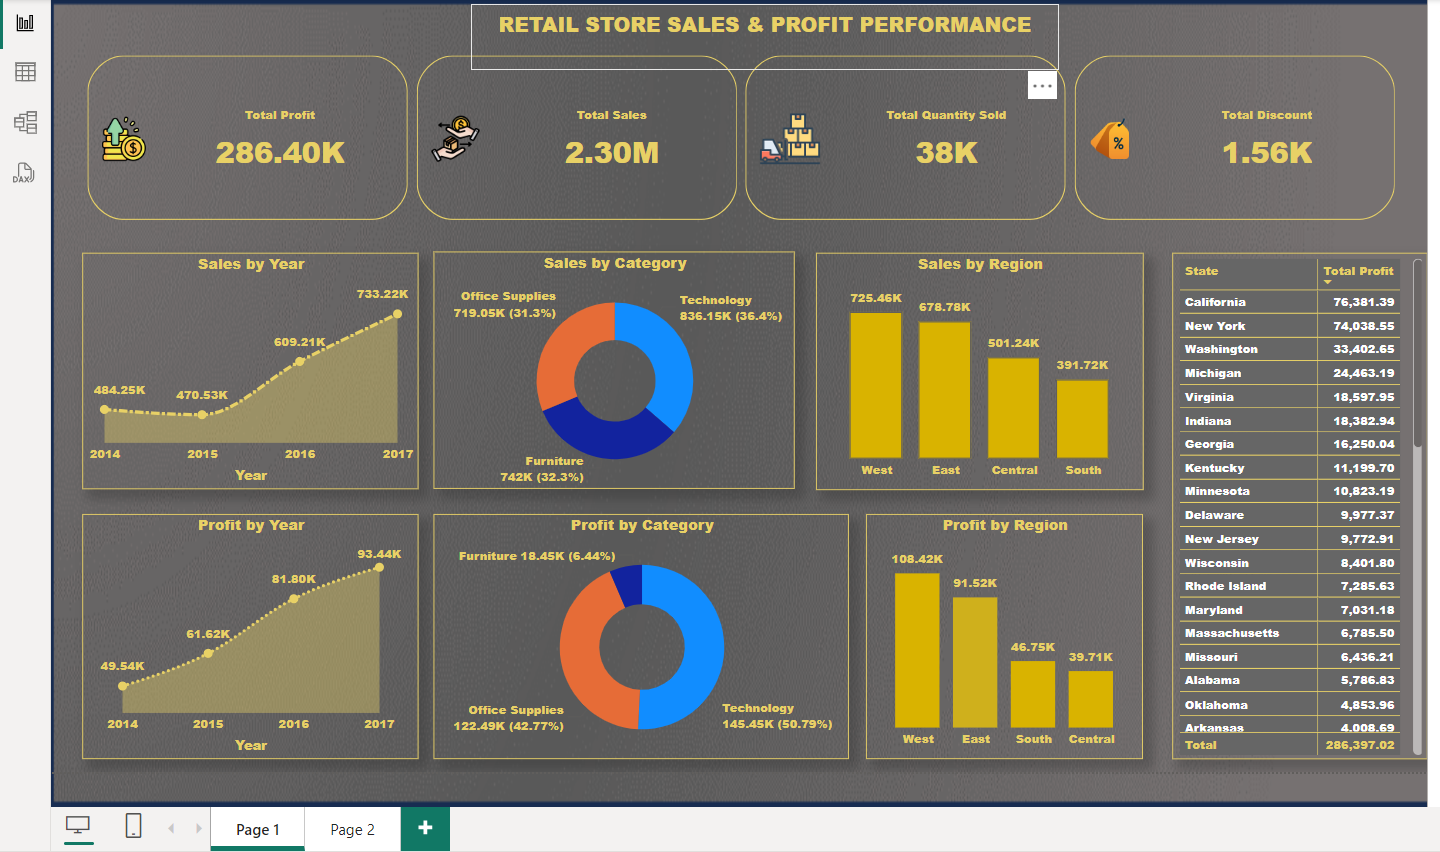 RETAIL STORE SALES & PROFIT PERFORMANCE
Total Profit
286.40K
Total Sales
2.30M
Total Quantity Sold
38K
Total Discount
1.56K
%
DAX
Sales by Year
733.22K
609.21K
484.25K
470.53K
2014 2015 2016 2017
Year
Sales by Category
Office Supplies
719.05K (31.3%)
Technology
836.15K (36.4%)
Furniture
742K (32.3%)
Sales by Region
725.46K
678.78K
501.24K
391.72K
West East Central South
State Total Profit
California 76,381.39
New York 74,038.55
Washington 33,402.65
Michigan 24,463.19
Virginia 18,597.95
Indiana 18,382.94
Georgia 16,250.04
Kentucky 11,199.70
Minnesota 10,823.19
Delaware 9,977.37
New Jersey 9,772.91
Wisconsin 8,401.80
Rhode Island 7,285.63
Maryland 7,031.18
Massachusetts 6,785.50
Missouri 6,436.21
Alabama 5,786.83
Oklahoma 4,853.96
Arkansas 4,008.69
Total 286,397.02
Profit by Year
93.44K
81.80K
61.62K
49.54K
2014 2015 2016 2017
Year
Profit by Category
Furniture 18.45K (6.44%)
Office Supplies
122.49K (42.77%)
Technology
145.45K (50.79%)
Profit by Region
108.42K
91.52K
46.75K
39.71K
West East South Central
Page 1
Page 2